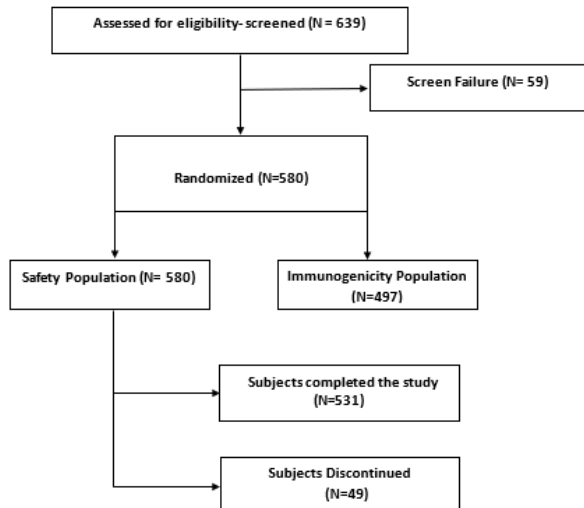 Assessed for eligibility- screened (N = 639)
Screen Failure (N= 59)
Randomized (N=580)
Safety Population (N= 580)
Immunogenicity Population
(N=497)
Subjects completed the study
(N=531)
Subjects Discontinued
(N=49)